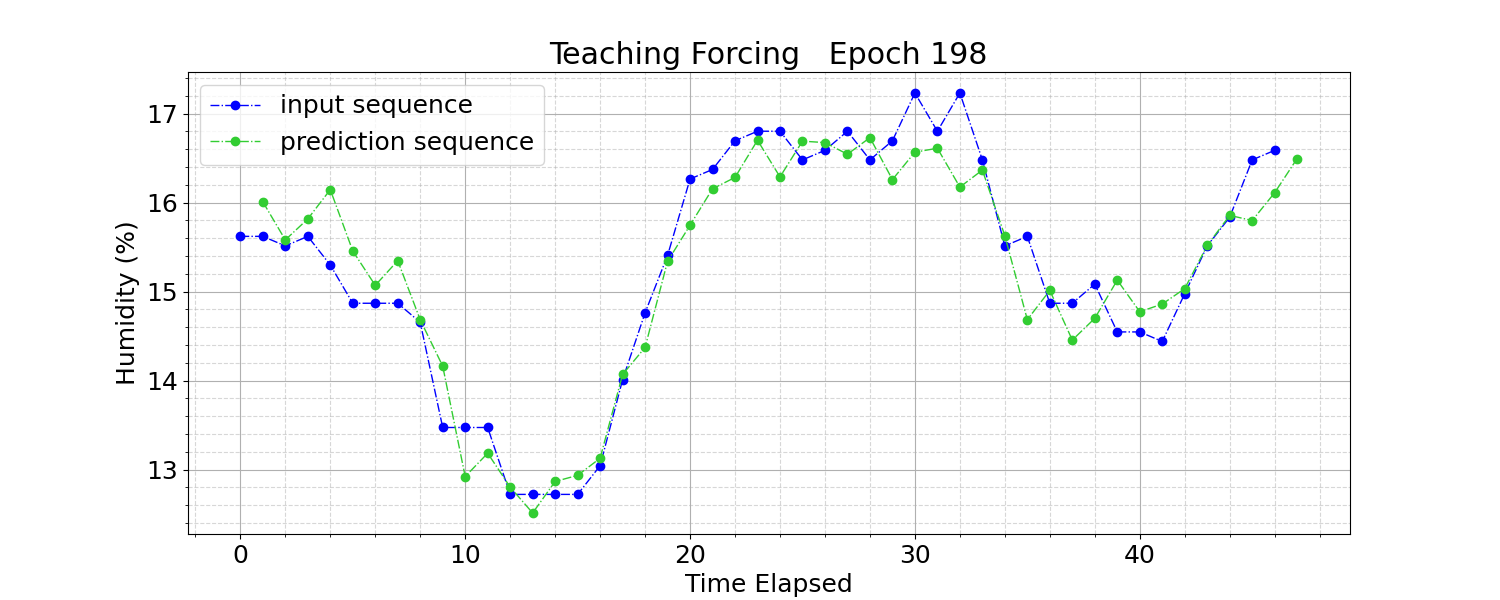 Teaching Forcing   Epoch 198
input sequence
prediction sequence
Humidity (%)
17
16
15
14
13
0 10 20 30 40
Time Elapsed